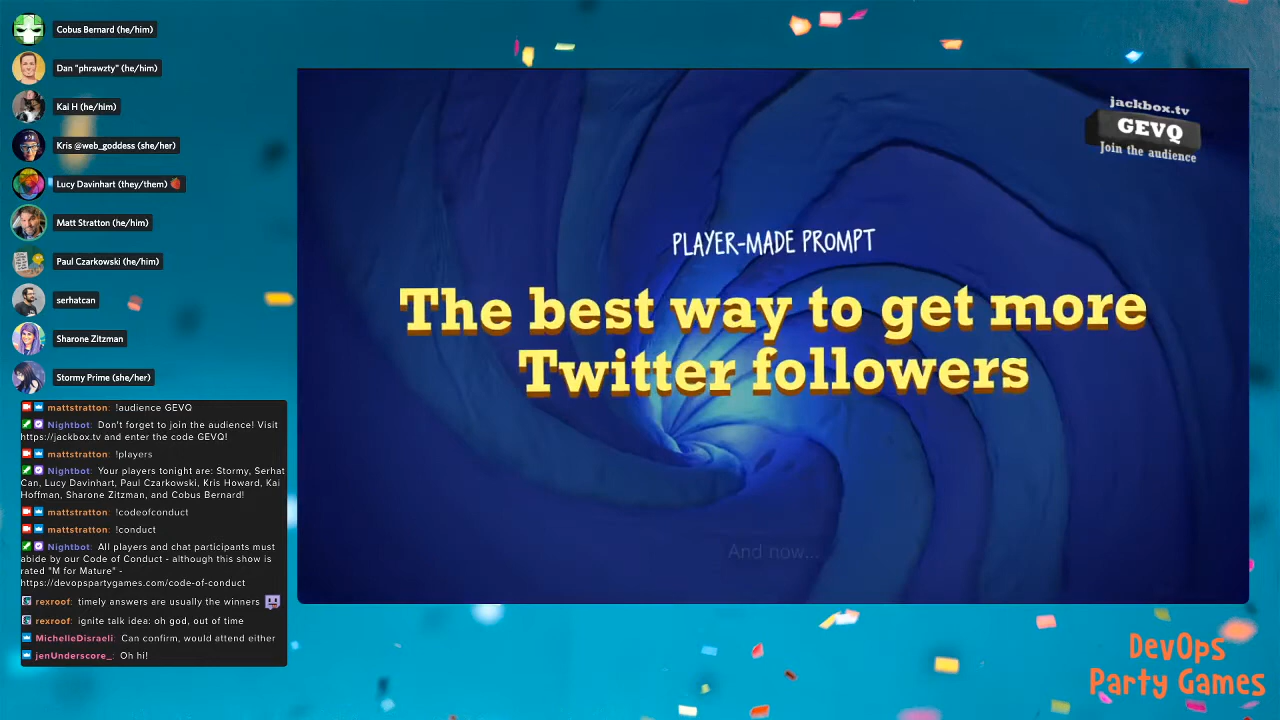 Cobus Bernard (he/him)
Dan "phrawzty" (he/him)
Kai H (he/him)
Kris @web_goddess (she/her)
Lucy Davinhart (they/them)
Matt Stratton (he/him)
Paul Czarkowski (he/him)
serhatcan
Sharone Zitzman
Stormy Prime (she/her)
mattstratton: !audience GEVQ
Nightbot: Don't forget to join the audience! Visit
https://jackbox.tv and enter the code GEVQ!
mattstratton: !players
Nightbot: Your players tonight are: Stormy, Serhat
Can, Lucy Davinhart, Paul Czarkowski, Kris Howard, Kai
Hoffman, Sharone Zitzman, and Cobus Bernard!
mattstratton: !codeofconduct
mattstratton: !conduct
Nightbot: All players and chat participants must
abide by our Code of Conduct - although this show is
rated "M for Mature" -
https://devopspartygames.com/code-of-conduct
rexroof: timely answers are usually the winners
rexroof: ignite talk idea: oh god, out of time
MichelleDisraeli: Can confirm, would attend either
jenUnderscore_: Oh hi!
jackbox.tv
GEVQ
Join the audience
PLAYER-MADE PROMPT
The best way to get more
Twitter followers
And now...
DevOps
Party Games